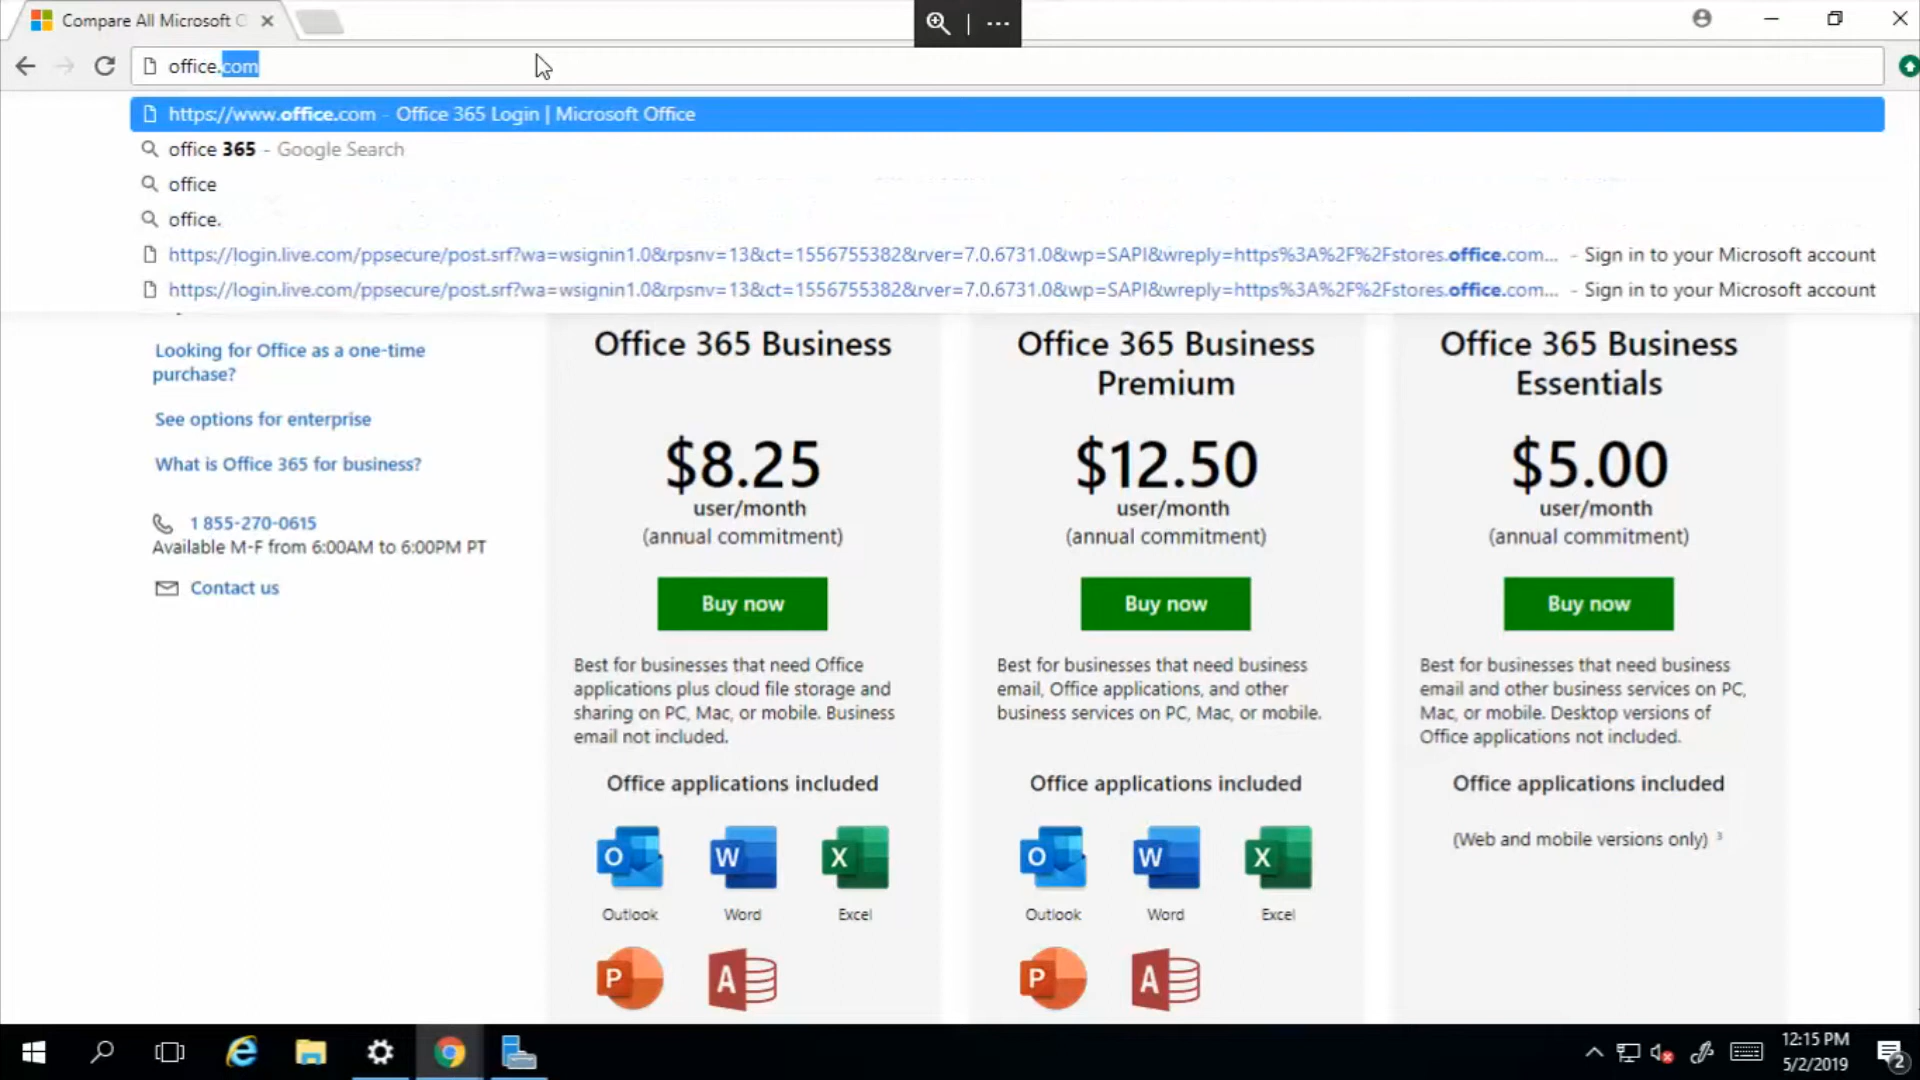 Compare All Microsoft O
office.com
https://www.office.com - Office 365 Login | Microsoft Office
office 365 - Google Search
office
office.
https://login.live.com/ppsecure/post.srf?wa=wsignin1.0&rpsnv=13&ct=1556755382&rver=7.0.6731.0&wp=SAPI&wreply=https%3A%2F%2Fstores.office.com... - Sign in to your Microsoft account
https://login.live.com/ppsecure/post.srf?wa=wsignin1.0&rpsnv=13&ct=1556755382&rver=7.0.6731.0&wp=SAPI&wreply=https%3A%2F%2Fstores.office.com... - Sign in to your Microsoft account
Looking for Office as a one-time
purchase?
See options for enterprise
What is Office 365 for business?
1 855-270-0615
Available M-F from 6:00AM to 6:00PM PT
Contact us
Office 365 Business
$8.25
user/month
(annual commitment)
Buy now
Best for businesses that need Office
applications plus cloud file storage and
sharing on PC, Mac, or mobile. Business
email not included.
Office applications included
Outlook
Word
Excel
Office 365 Business
Premium
$12.50
user/month
(annual commitment)
Buy now
Best for businesses that need business
email, Office applications, and other
business services on PC, Mac, or mobile.
Office applications included
Outlook
Word
Excel
Office 365 Business
Essentials
$5.00
user/month
(annual commitment)
Buy now
Best for businesses that need business
email and other business services on PC,
Mac, or mobile. Desktop versions of
Office applications not included.
Office applications included
(Web and mobile versions only) 3
12:15 PM
5/2/2019
2